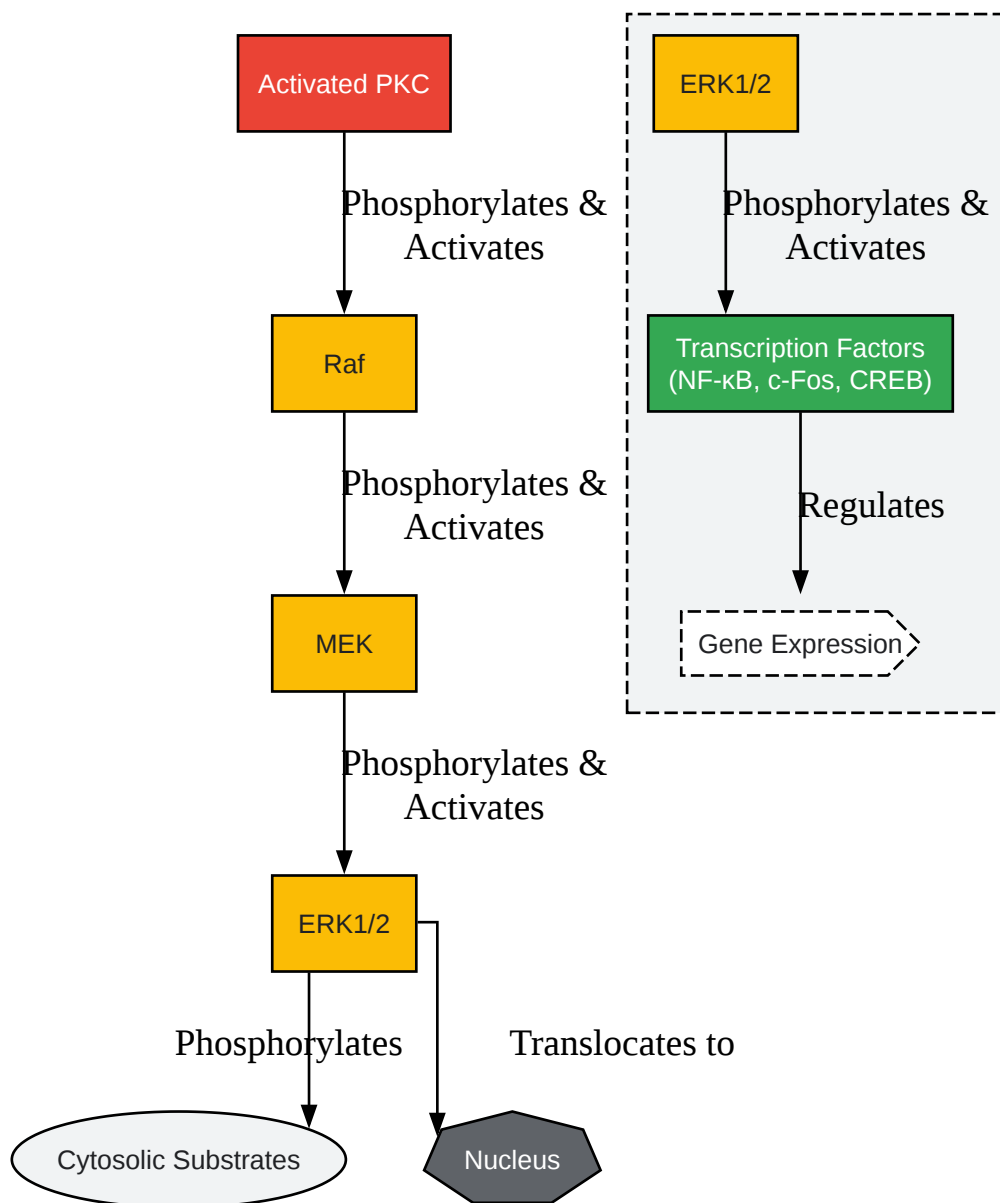 Activated PKC
Phosphorylates &
Activates
Raf
Phosphorylates &
Activates
MEK
Phosphorylates &
Activates
ERK1/2
Phosphorylates
Translocates to
Cytosolic Substrates
Nucleus
ERK1/2
Phosphorylates &
Activates
Transcription Factors
(NF-κB, c-Fos, CREB)
Regulates
Gene Expression